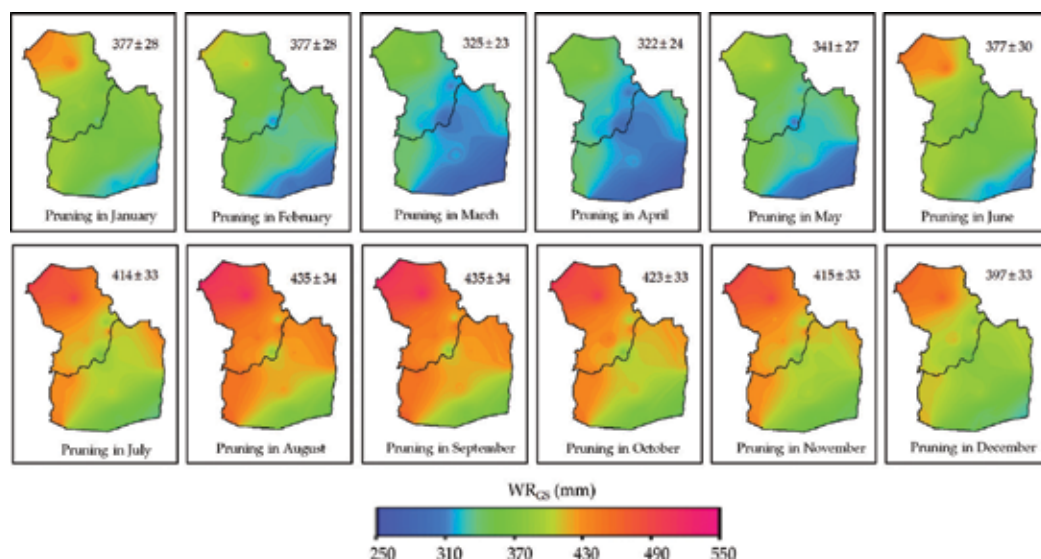 377±28
377±28
325±23
322±24
341±27
377±30
Pruning in January
Pruning in February
Pruning in March
Pruning in April
Pruning in May
Pruning in June
414±33
435±34
435±34
423±33
415±33
397±33
Pruning in July
Pruning in August
Pruning in September
Pruning in October
Pruning in November
Pruning in December
WRGS (mm)
250 310 370 430 490 550